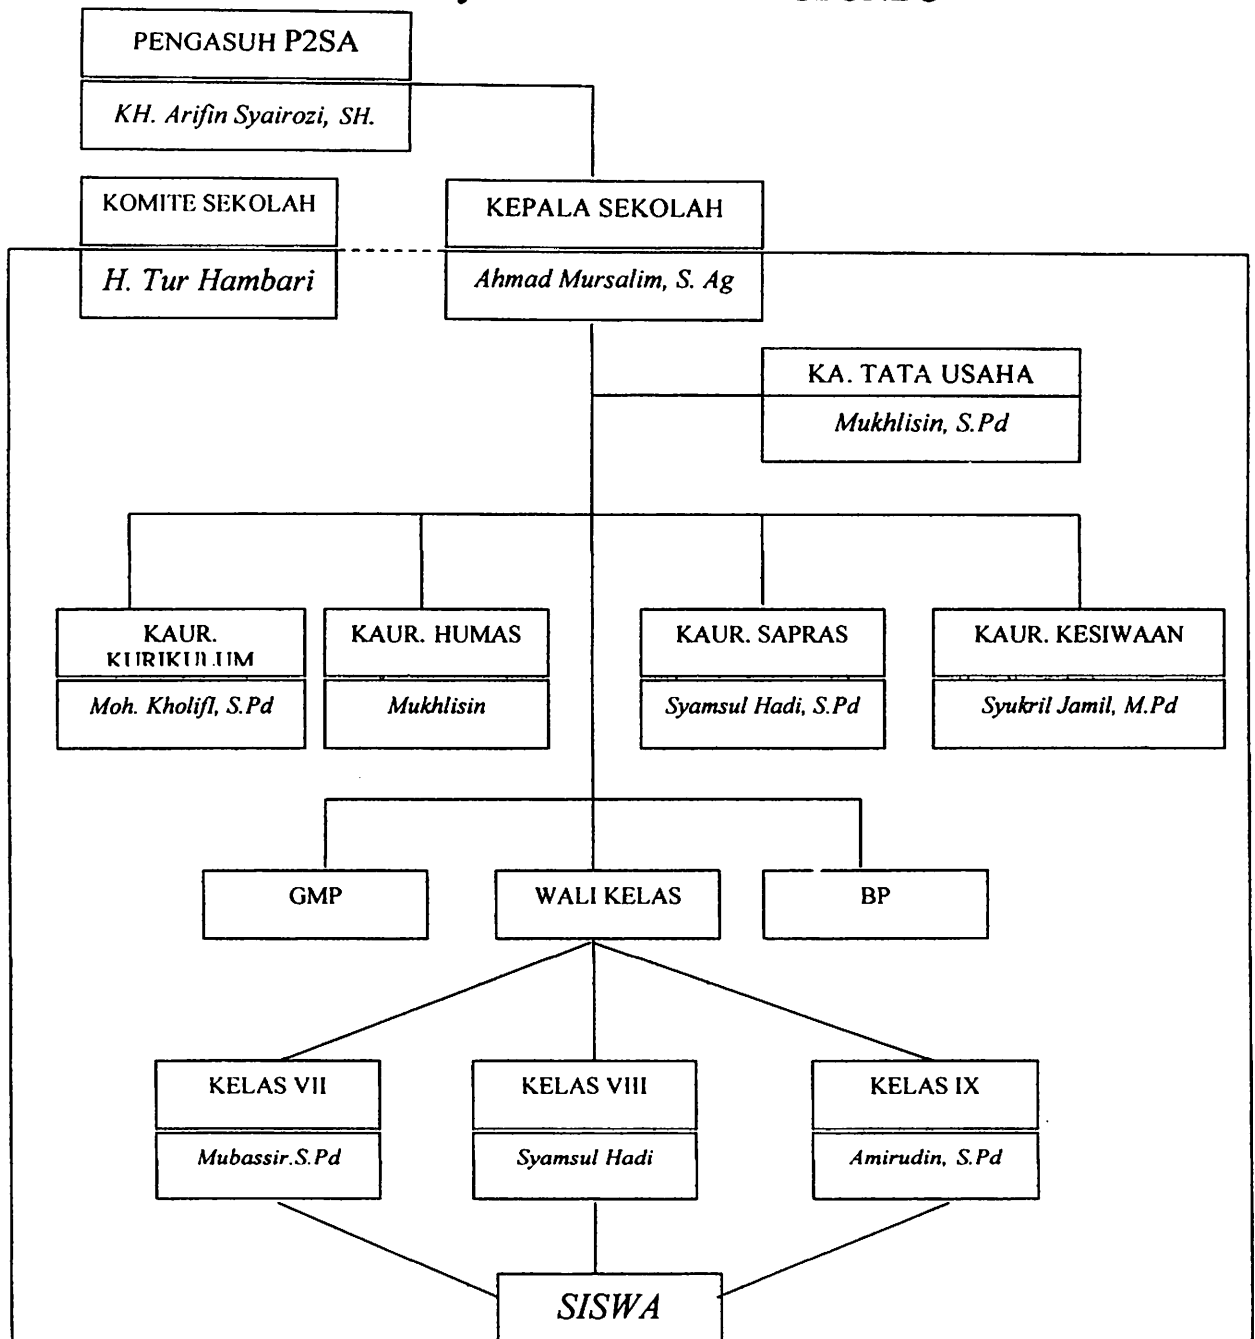 PENGASUH P2SA
KH. Arifin Syairozi, SH.
KOMITE SEKOLAH
H. Tur Hambari
KEPALA SEKOLAH
Ahmad Mursalim, S. Ag
KA. TATA USAHA
Mukhlisin, S.Pd
KAUR.
KURIKULUM
Moh. Kholifl, S.Pd
KAUR. HUMAS
Mukhlisin
KAUR. SAPRAS
Syamsul Hadi, S.Pd
KAUR. KESIWAAN
Syukril Jamil, M.Pd
GMP
WALI KELAS
BP
KELAS VII
Mubassir.S.Pd
KELAS VIII
Syamsul Hadi
KELAS IX
Amirudin, S.Pd
SISWA